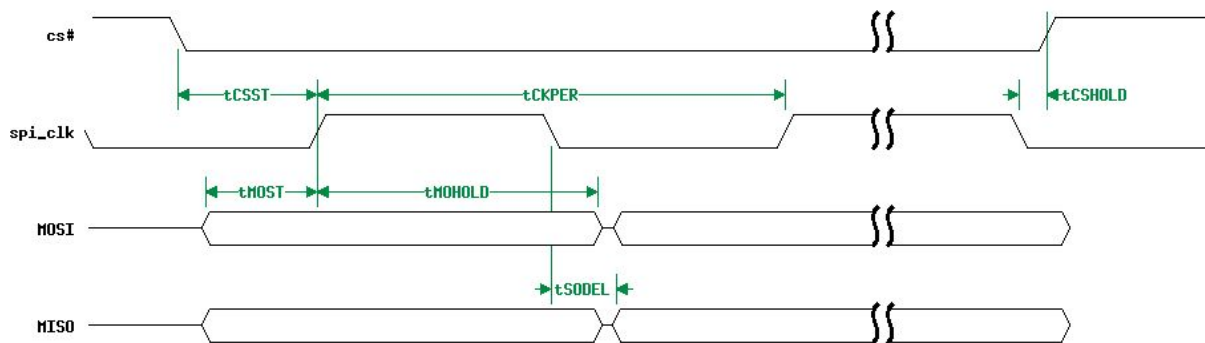 cs#
tCSST tCKPER tCSHOLD
spi_clk
tMOST tMOHOLD
MOSI
tSODEL
MISO